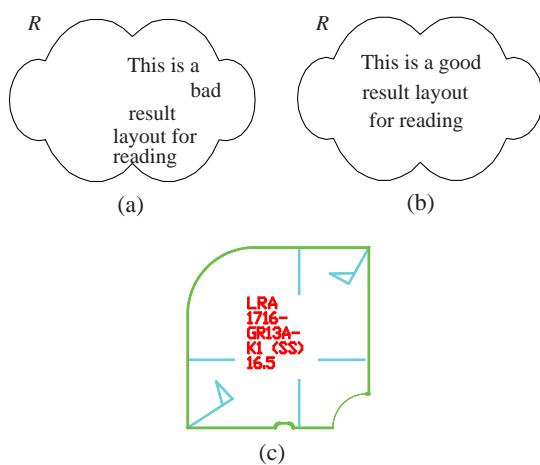 R
This is a
bad
result
layout for
reading
(a)
R
This is a good
result layout
for reading
(b)
LRA
1716-
GR13A-
K1 (SS)
16.5
(c)